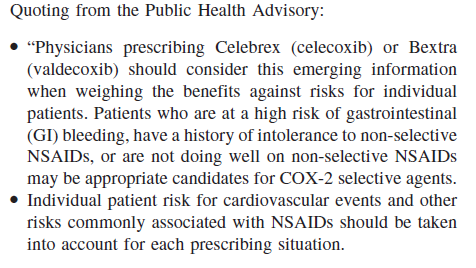 Quoting from the Public Health Advisory:
• “Physicians prescribing Celebrex (celecoxib) or Bextra
(valdecoxib) should consider this emerging information
when weighing the benefits against risks for individual
patients. Patients who are at a high risk of gastrointestinal
(GI) bleeding, have a history of intolerance to non-selective
NSAIDs, or are not doing well on non-selective NSAIDs
may be appropriate candidates for COX-2 selective agents.
• Individual patient risk for cardiovascular events and other
risks commonly associated with NSAIDs should be taken
into account for each prescribing situation.